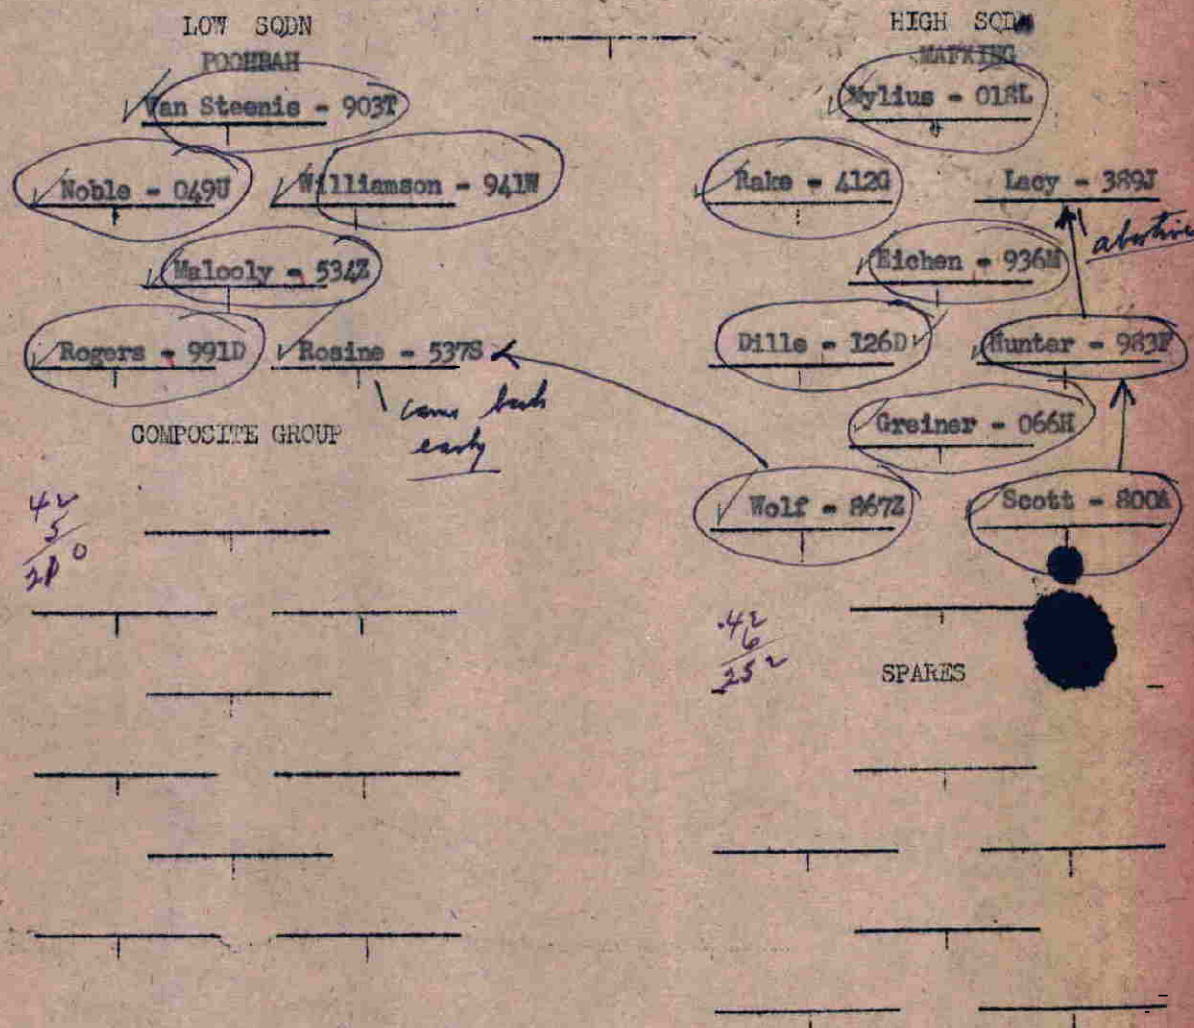 LOW SQDN
POOHBAH
Van Steenis - 903T
Noble - 049U
Williamson - 941W
Malooly - 534Z
Rogers - 991D
Rosine - 537S
came back
early
COMPOSITE GROUP
42
5
210
HIGH SQDN
MAFKING
Mylius - 018L
Rake - 412G
Lacy - 389J
abortive
Eichen - 936M
Dille - 126D
Hunter - 983F
Greiner - 066H
Wolf - 867Z
Scott - 800A
.42
6
252
SPARES